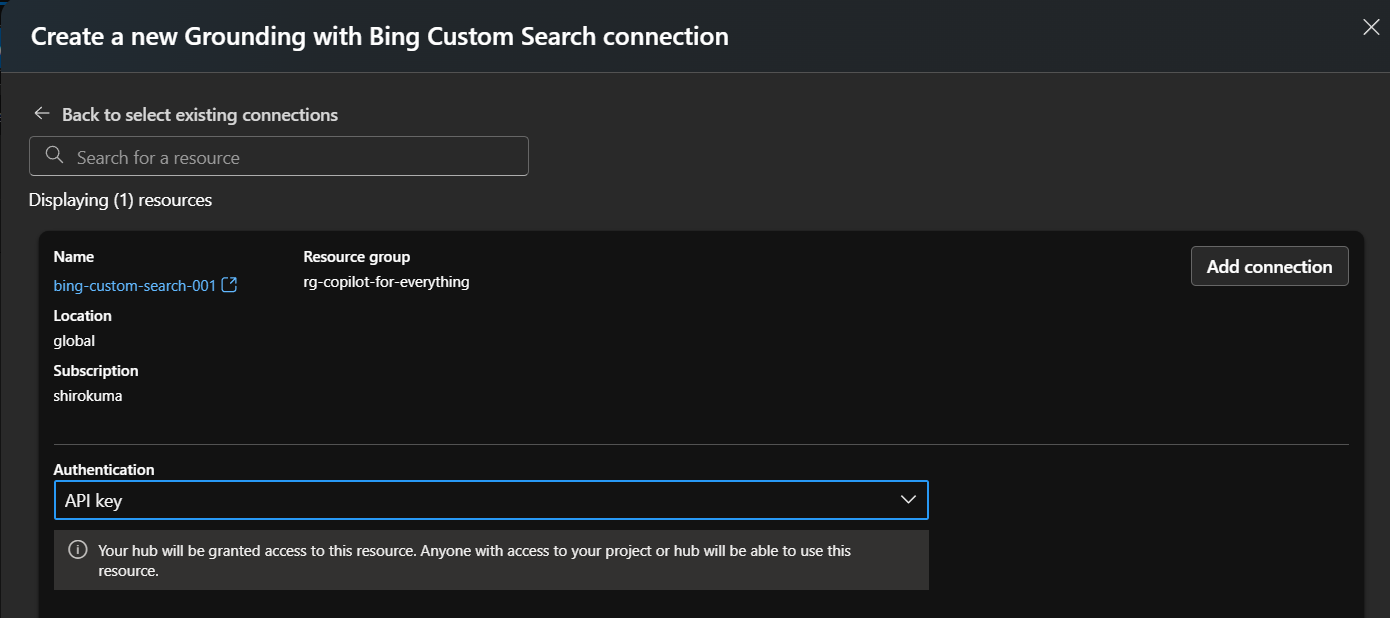 Create a new Grounding with Bing Custom Search connection
Back to select existing connections
Search for a resource
Displaying (1) resources
Name
bing-custom-search-001
Resource group
rg-copilot-for-everything
Add connection
Location
global
Subscription
shirokuma
Authentication
API key
Your hub will be granted access to this resource. Anyone with access to your project or hub will be able to use this
resource.